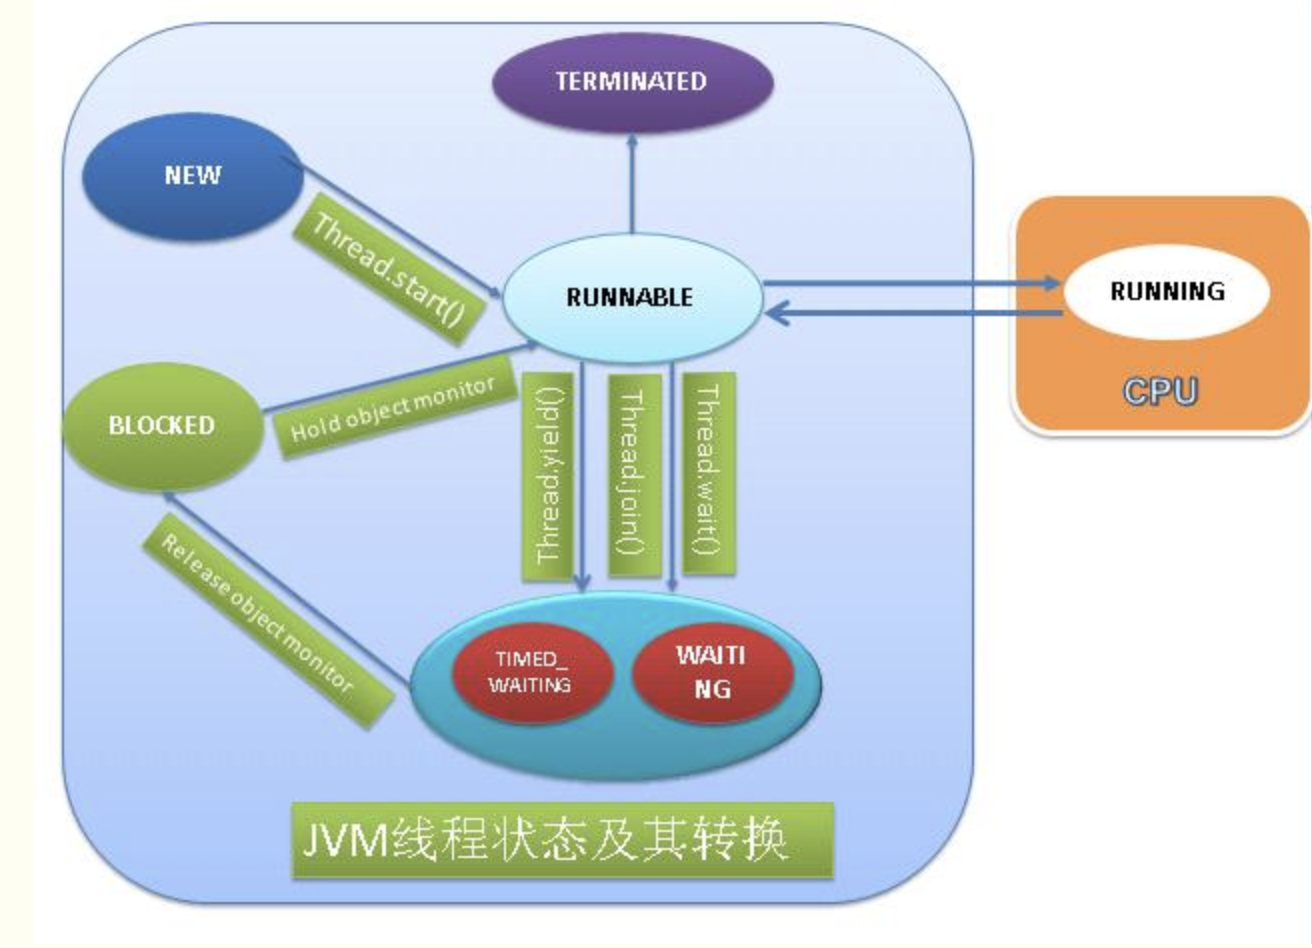 TERMINATED
NEW
Thread.start()
RUNNABLE
RUNNING
CPU
BLOCKED
Hold object monitor
Thread.yield()
Thread.join()
Thread.wait()
Release object monitor
TIMED_
WAITING
WAITI
NG
JVM线程状态及其转换